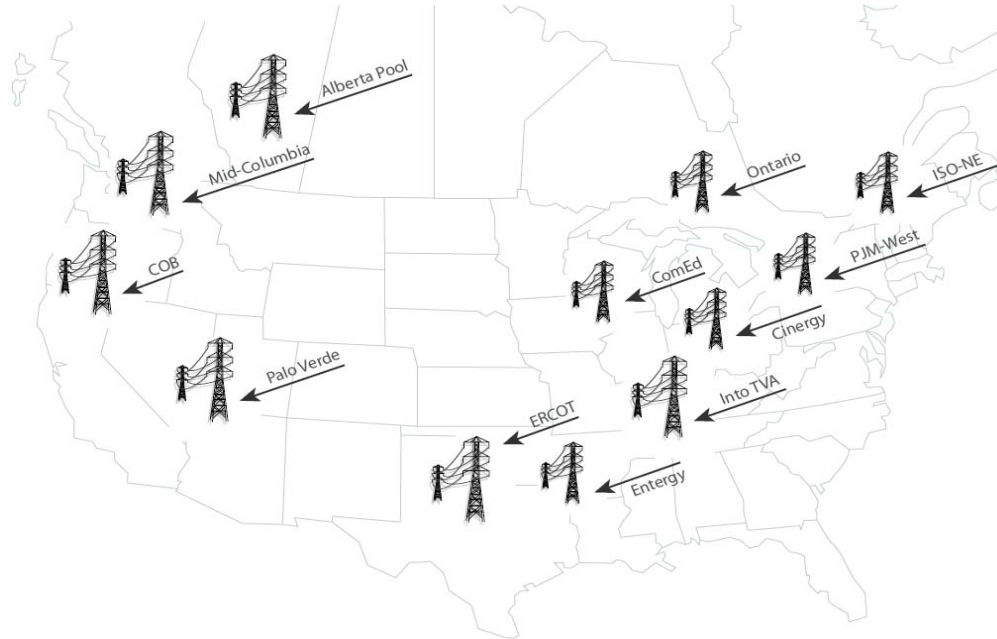 Alberta Pool
Mid-Columbia
Ontario
ISO-NE
COB
ComEd
PJM-West
Cinergy
Palo Verde
Into TVA
ERCOT
Entergy